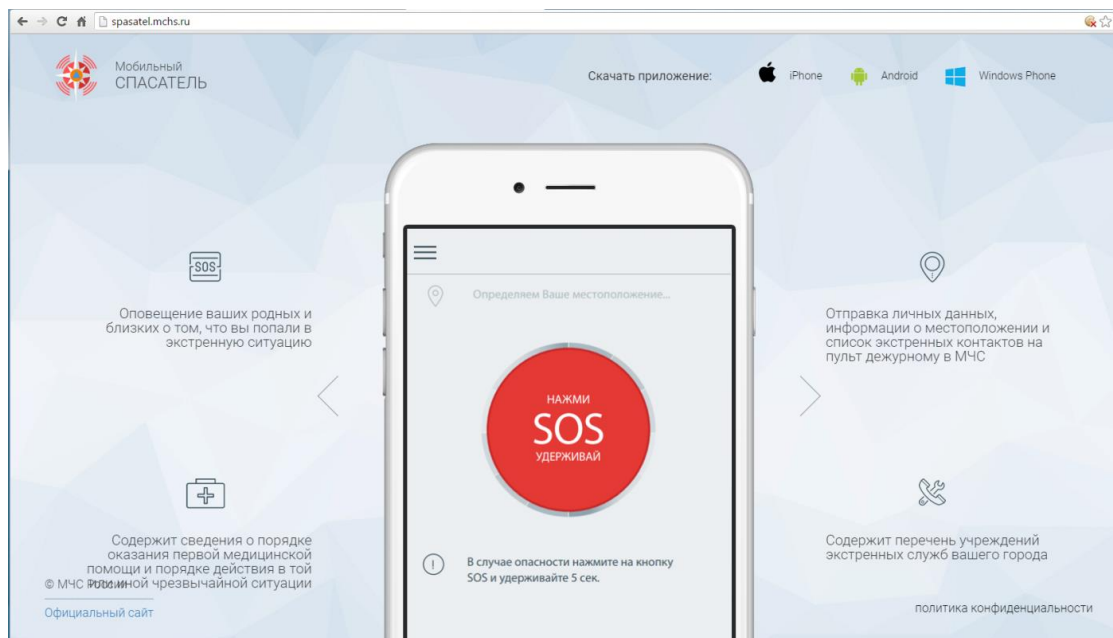 spasatel.mchs.ru
Мобильный
СПАСАТЕЛЬ
Скачать приложение:
iPhone
Android
Windows Phone
SOS
Оповещение ваших родных и
близких о том, что вы попали в
экстренную ситуацию
Содержит сведения о порядке
оказания первой медицинской
помощи и порядке действия в той
или иной чрезвычайной ситуации
© МЧС России
Официальный сайт
Определяем Ваше местоположение...
НАЖМИ
SOS
УДЕРЖИВАЙ
В случае опасности нажмите на кнопку
SOS и удерживайте 5 сек.
Отправка личных данных,
информации о местоположении и
список экстренных контактов на
пульт дежурному в МЧС
Содержит перечень учреждений
экстренных служб вашего города
политика конфиденциальности